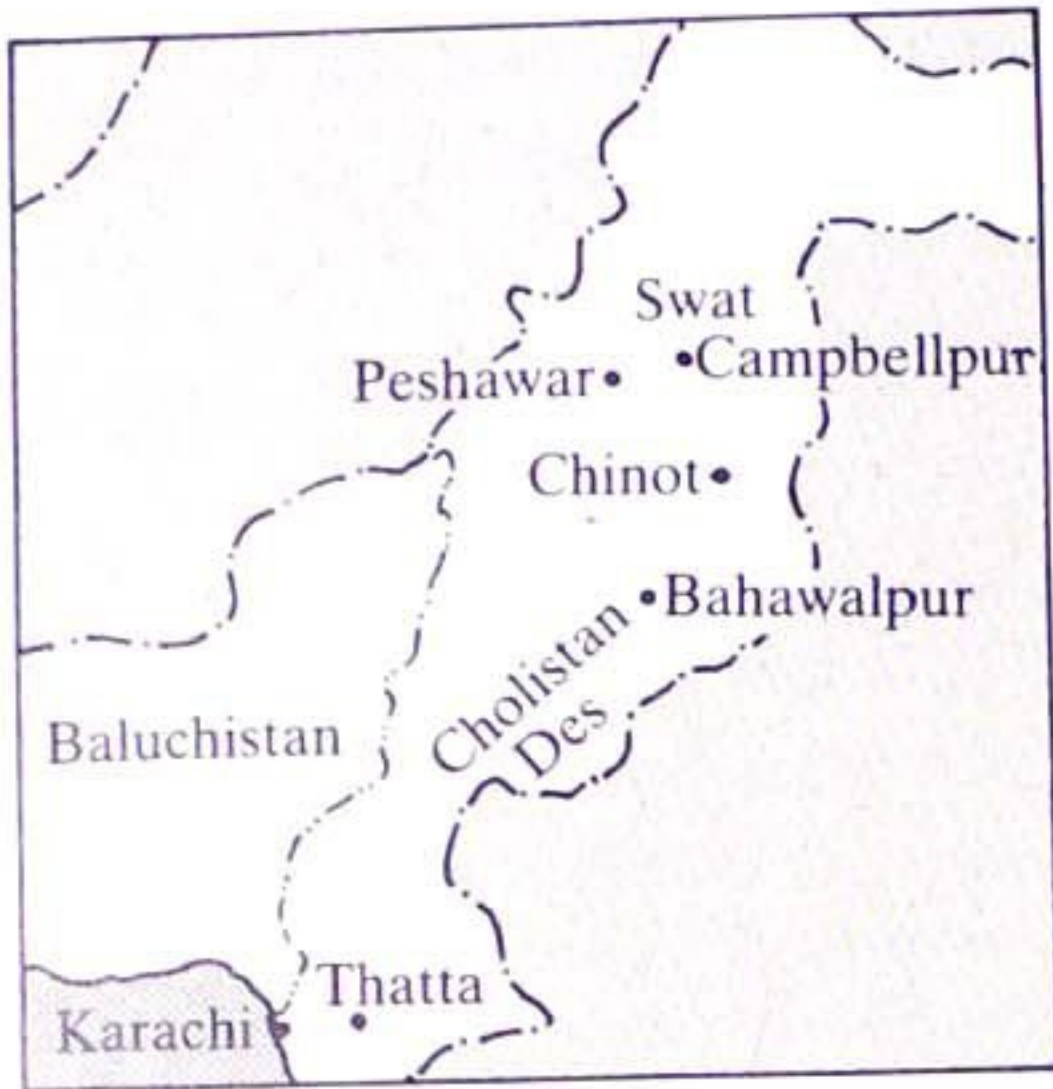 Swat
Campbellpur
Peshawar
Chinot
Bahawalpur
Cholistan
Des
Baluchistan
Thatta
Karachi